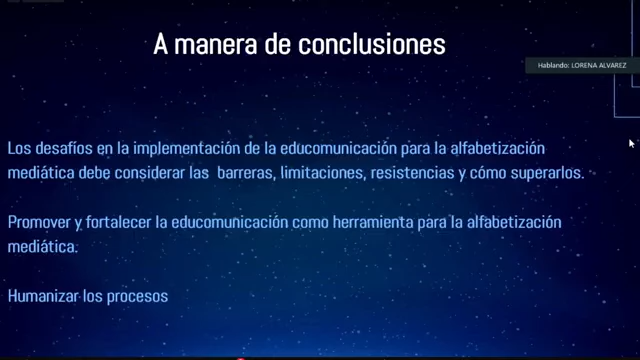 A manera de conclusiones
Hablando: LORENA ALVAREZ
Los desafíos en la implementación de la educomunicación para la alfabetización
mediática debe considerar las barreras, limitaciones, resistencias y cómo superarlos.
Promover y fortalecer la educomunicación como herramienta para la alfabetización
mediática.
Humanizar los procesos